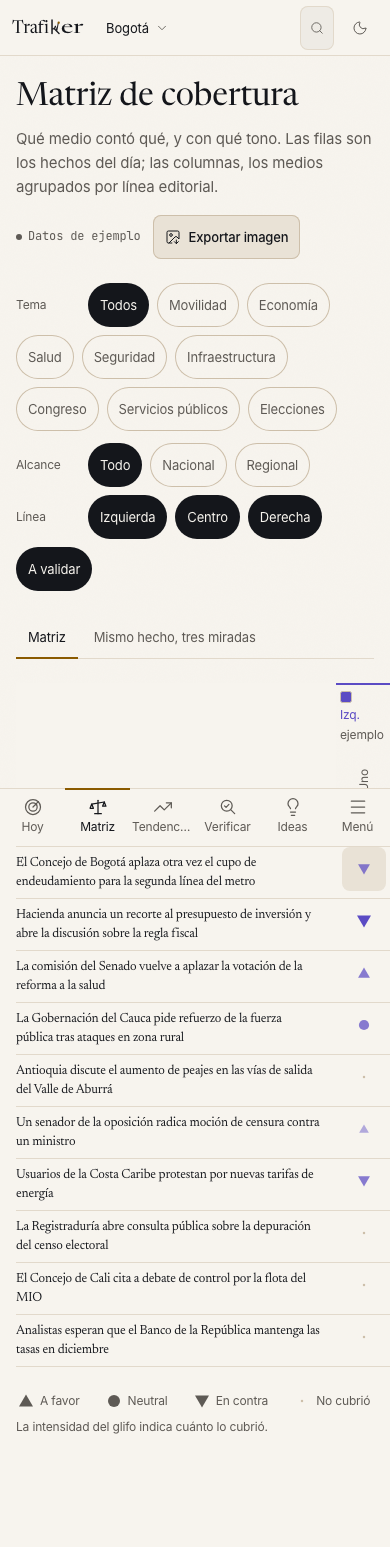 Trafiker
Bogotá
Matriz de cobertura
Qué medio contó qué, y con qué tono. Las filas son
los hechos del día; las columnas, los medios
agrupados por línea editorial.
Datos de ejemplo
Exportar imagen
Tema
Todos
Movilidad
Economía
Salud
Seguridad
Infraestructura
Congreso
Servicios públicos
Elecciones
Alcance
Todo
Nacional
Regional
Línea
Izquierda
Centro
Derecha
A validar
Matriz
Mismo hecho, tres miradas
Izq.
ejemplo
Uno
Hoy
Matriz
Tendenc...
Verificar
Ideas
Menú
El Concejo de Bogotá aplaza otra vez el cupo de
endeudamiento para la segunda línea del metro
Hacienda anuncia un recorte al presupuesto de inversión y
abre la discusión sobre la regla fiscal
La comisión del Senado vuelve a aplazar la votación de la
reforma a la salud
La Gobernación del Cauca pide refuerzo de la fuerza
pública tras ataques en zona rural
Antioquia discute el aumento de peajes en las vías de salida
del Valle de Aburrá
Un senador de la oposición radica moción de censura contra
un ministro
Usuarios de la Costa Caribe protestan por nuevas tarifas de
energía
La Registraduría abre consulta pública sobre la depuración
del censo electoral
El Concejo de Cali cita a debate de control por la flota del
MIO
Analistas esperan que el Banco de la República mantenga las
tasas en diciembre
A favor
Neutral
En contra
No cubrió
La intensidad del glifo indica cuánto lo cubrió.